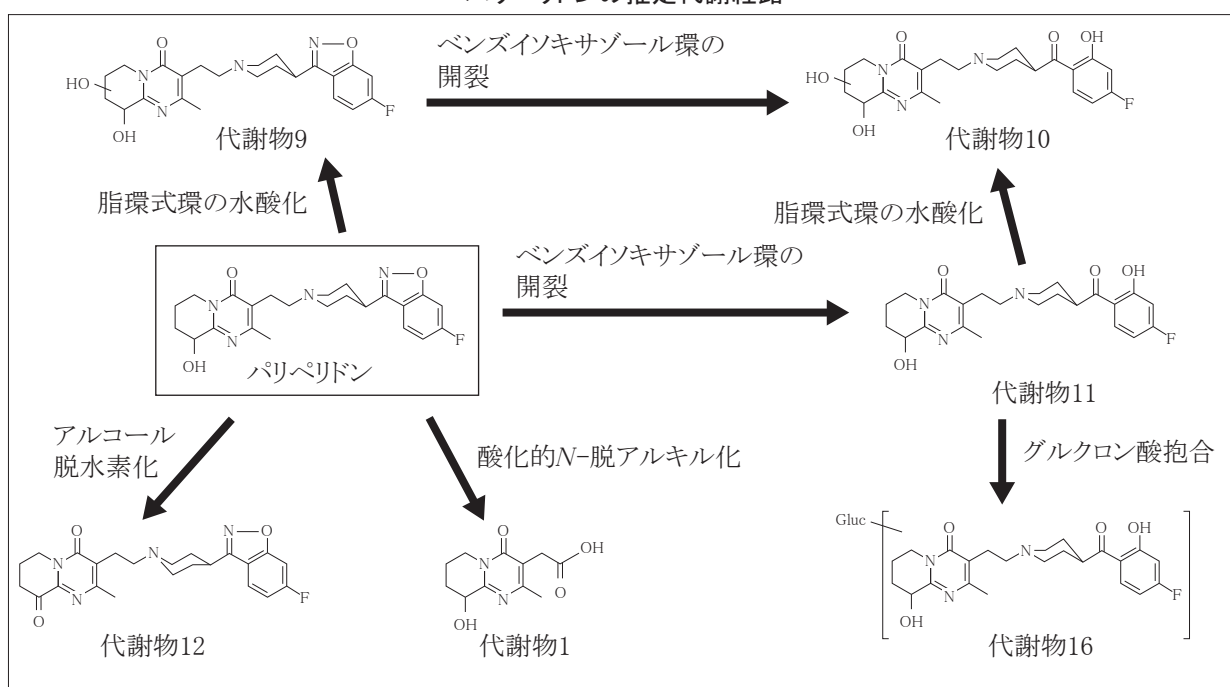 ベンズイソキサゾール環の
開裂
代謝物9
代謝物10
脂環式環の水酸化
脂環式環の水酸化
ベンズイソキサゾール環の
開裂
パリペリドン
代謝物11
アルコール
脱水素化
酸化的N-脱アルキル化
グルクロン酸抱合
Gluc
代謝物12
代謝物1
代謝物16